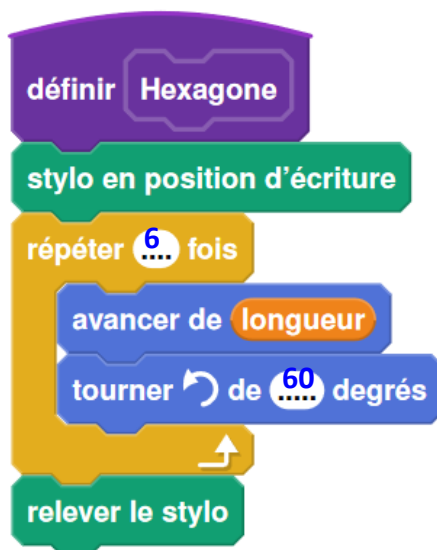 définir Hexagone
stylo en position d'écriture
répéter 6 .... fois
avancer de longueur
tourner de 60 ..... degrés
relever le stylo